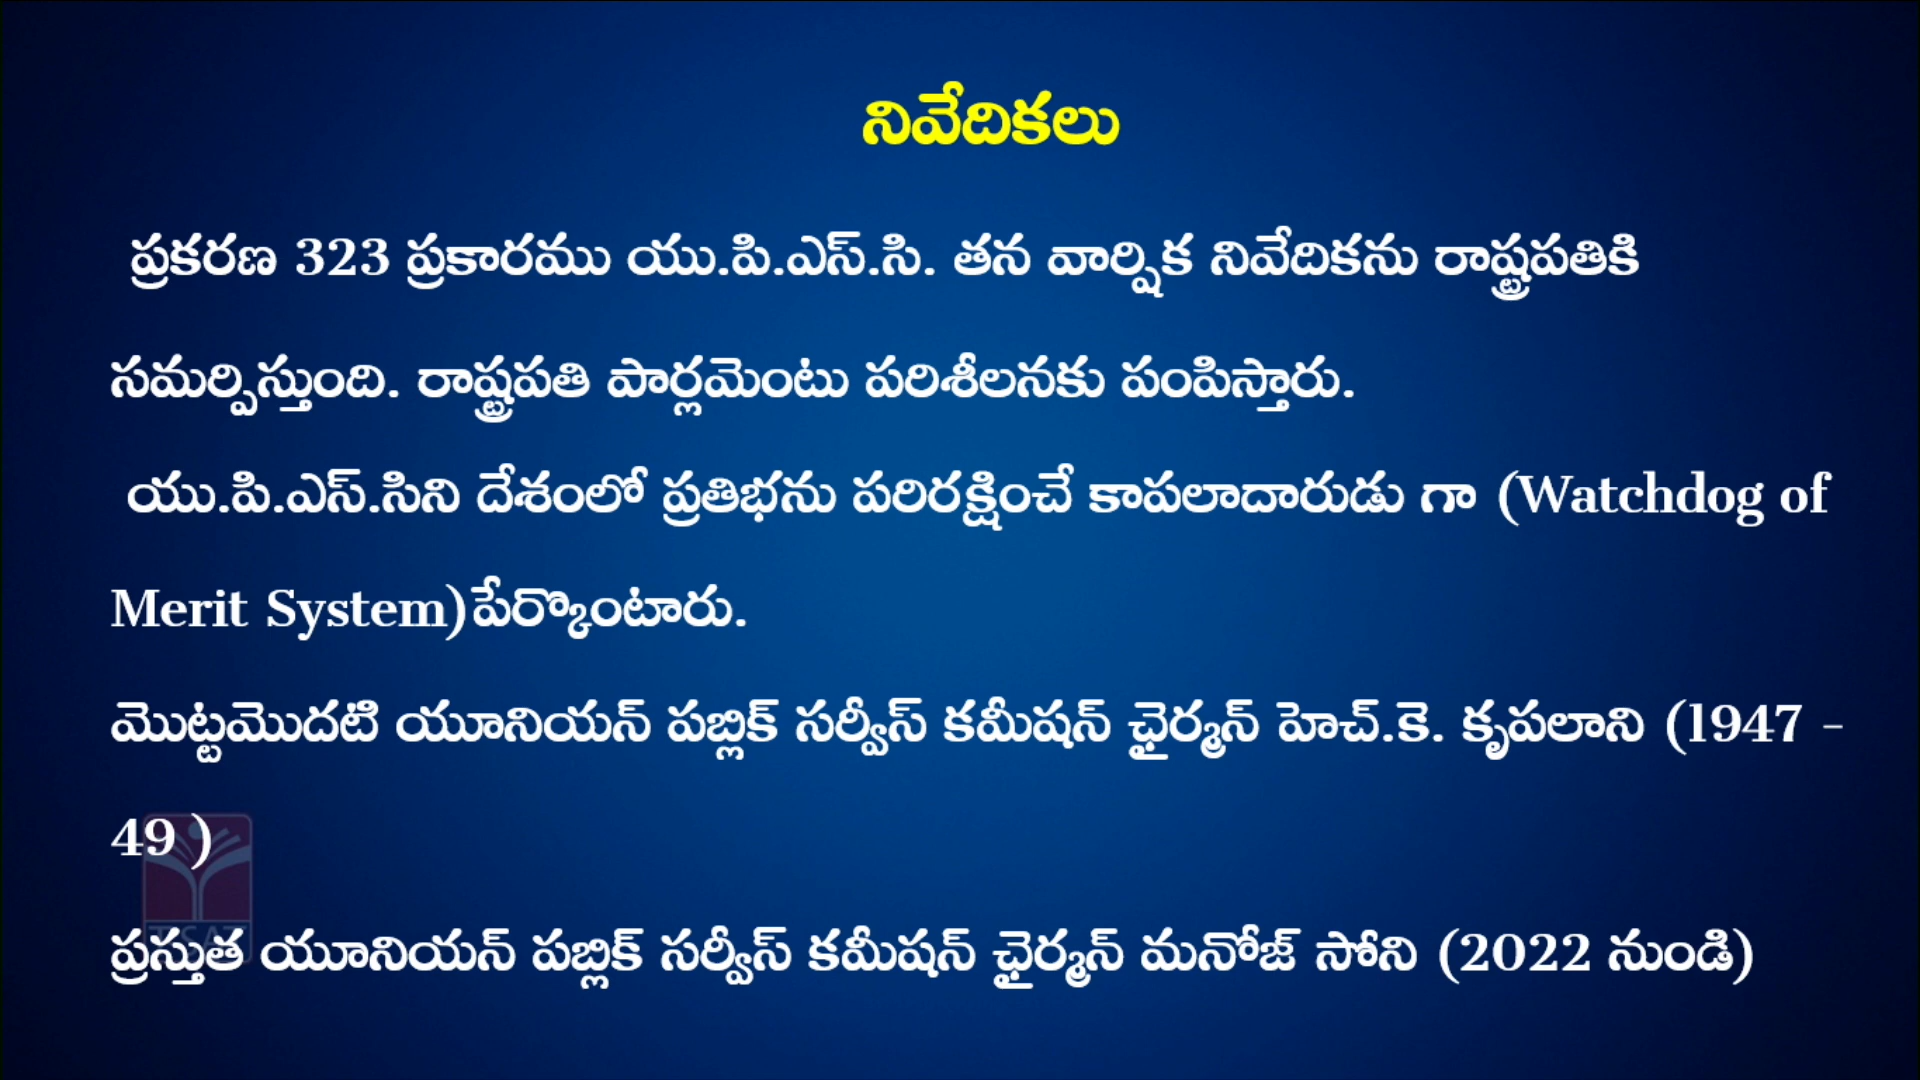 నివేదికలు
ప్రకరణ 323 ప్రకారము యు.పి.ఎస్.సి. తన వార్షిక నివేదికను రాష్ట్రపతికి
సమర్పిస్తుంది. రాష్ట్రపతి పార్లమెంటు పరిశీలనకు పంపిస్తారు.
యు.పి.ఎస్.సిని దేశంలో ప్రతిభను పరిరక్షించే కాపలాదారుడు గా (Watchdog of
Merit System)పేర్కొంటారు.
మొట్టమొదటి యూనియన్ పబ్లిక్ సర్వీస్ కమీషన్ ఛైర్మన్ హెచ్.కె. కృపలాని (1947 -
49 )
T-SAT
ప్రస్తుత యూనియన్ పబ్లిక్ సర్వీస్ కమీషన్ ఛైర్మన్ మనోజ్ సోని (2022 నుండి)